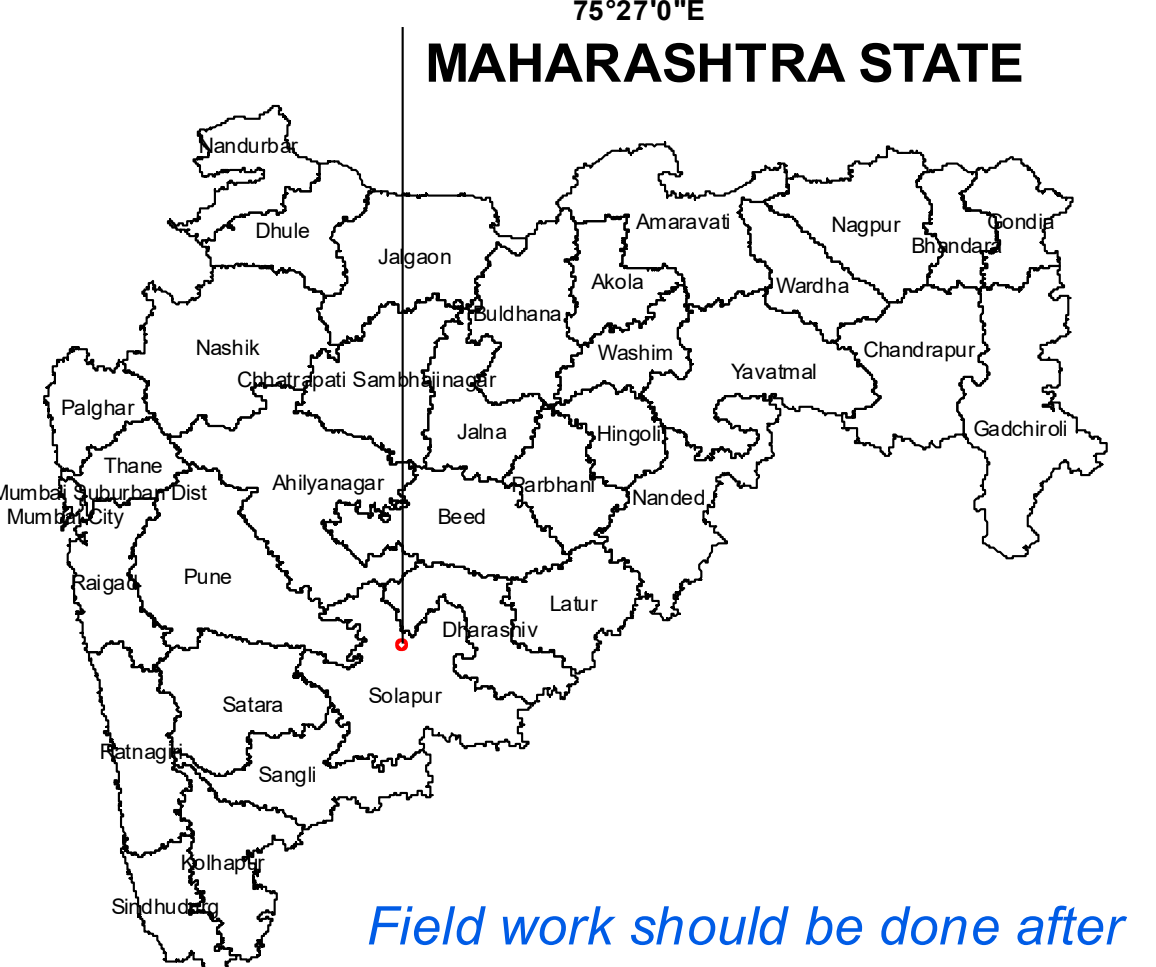 75°27'0"E
MAHARASHTRA STATE
Nandurbar
Dhule
Jalgaon
Amaravati
Nagpur
Gondia
Bhandara
Akola
Wardha
Buldhana
Nashik
Washim
Chandrapur
Chhatrapati Sambhajinagar
Yavatmal
Palghar
Jalna
Hingoli
Gadchiroli
Thane
Ahilyanagar
Parbhani
Mumbai Suburban Dist
Nanded
Mumbai City
Beed
Raigad
Pune
Latur
Dharashiv
Solapur
Satara
Ratnagiri
Sangli
Kolhapur
Sindhudurg
Field work should be done after